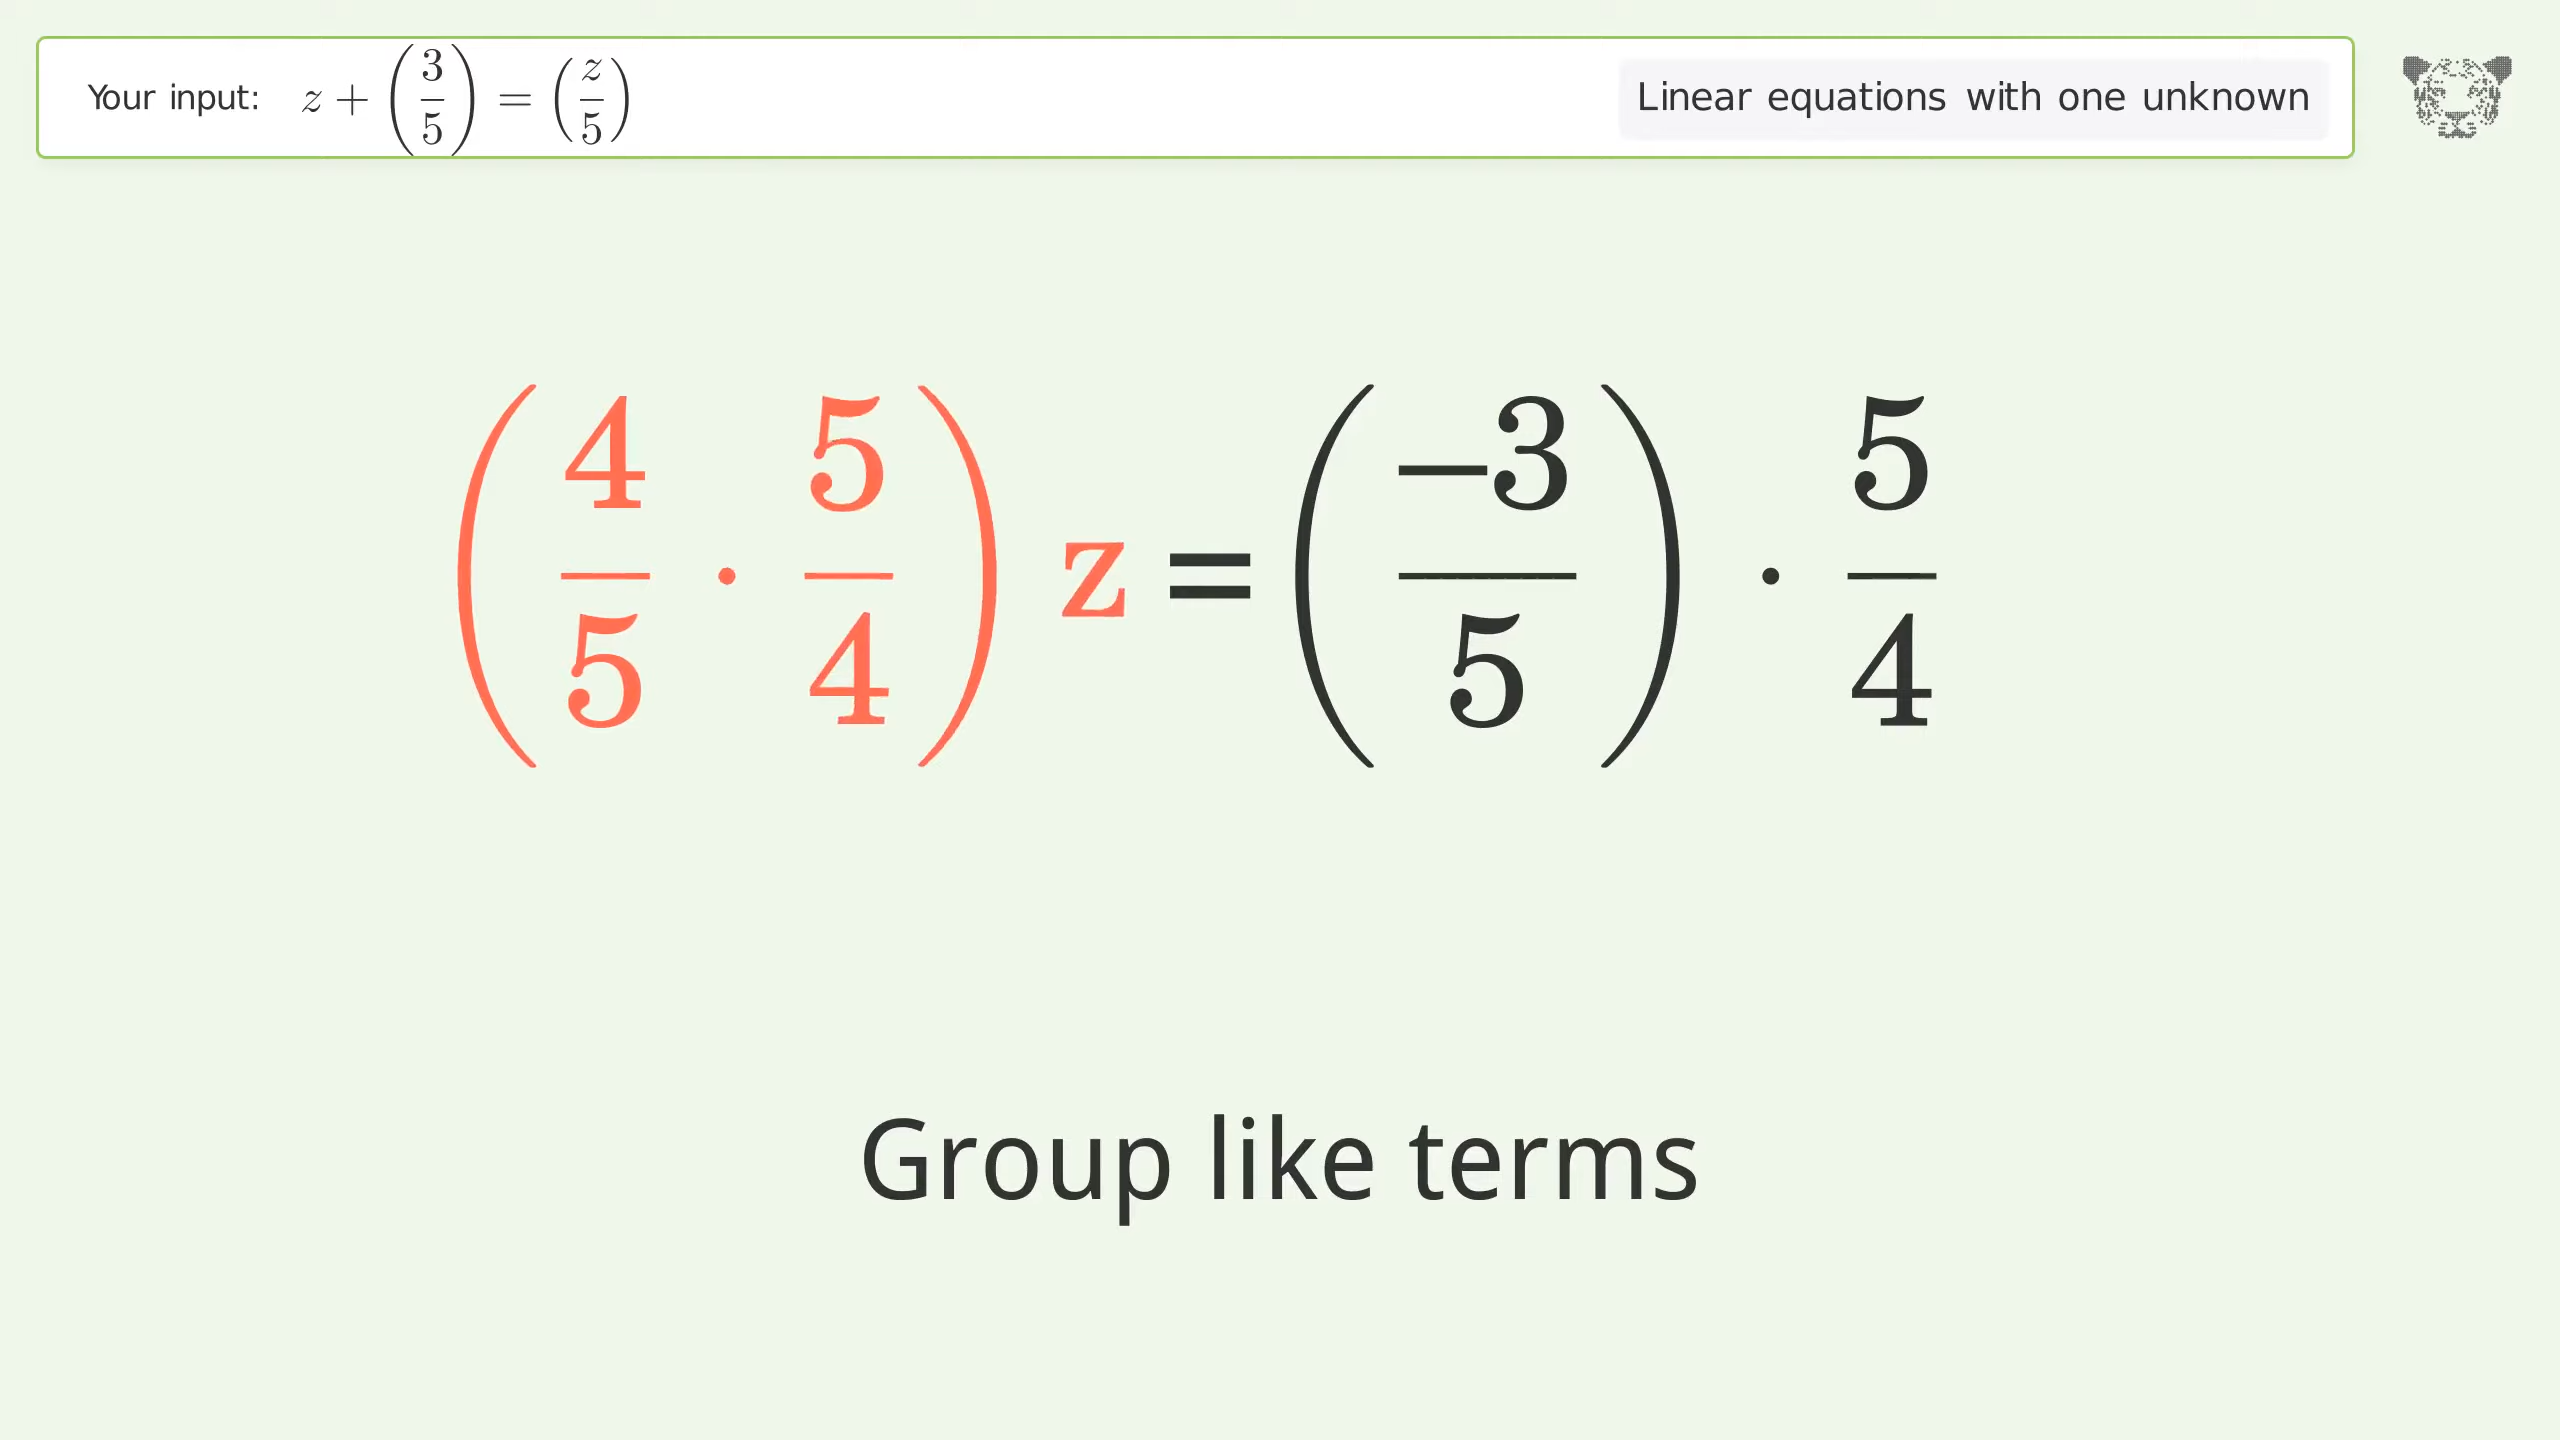 Your input: z + (3/5) = (z/5)
Linear equations with one unknown
(4/5 · 5/4) z = (−3/5) · 5/4
Group like terms